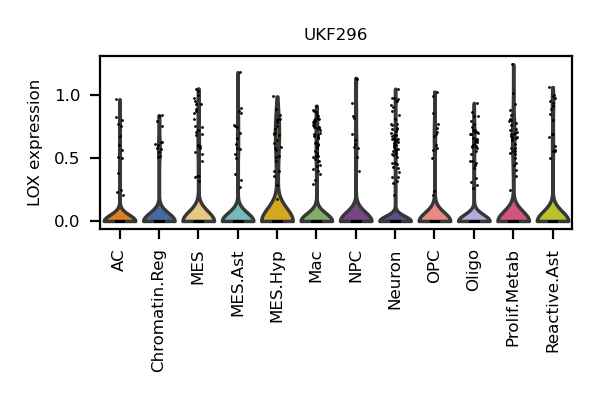 UKF296
LOX expression
1.0
0.5
0.0
AC
Chromatin.Reg
MES
MES.Ast
MES.Hyp
Mac
NPC
Neuron
OPC
Oligo
Prolif.Metab
Reactive.Ast